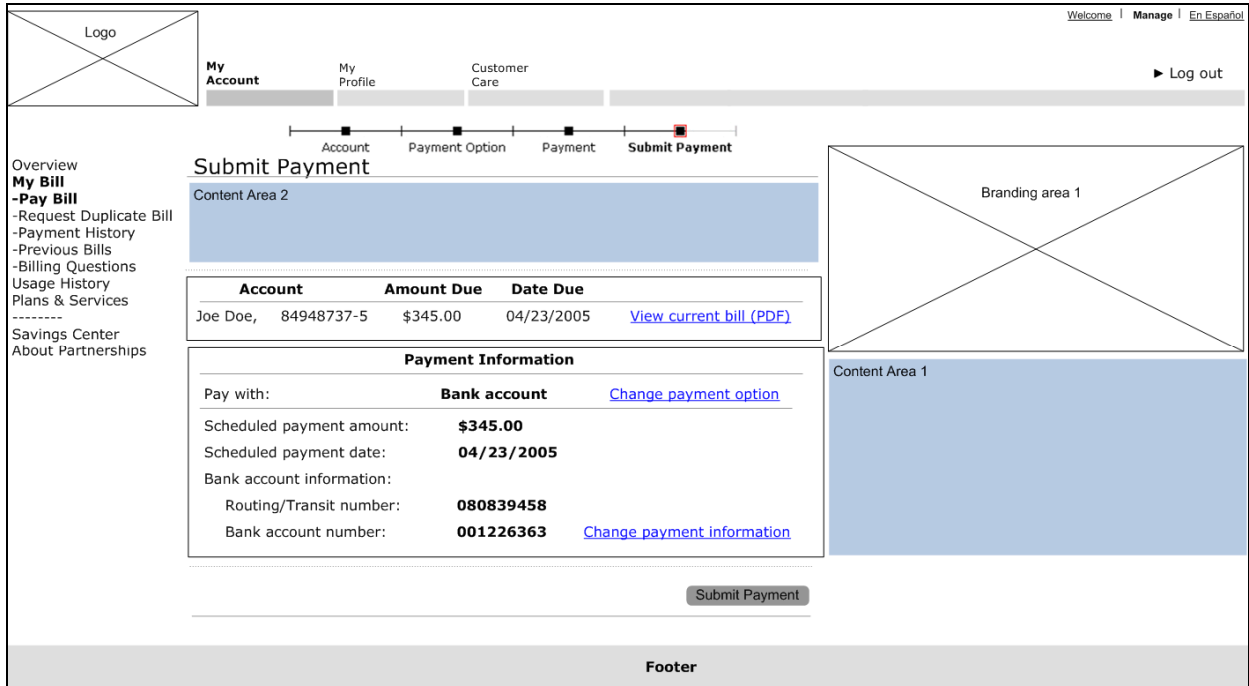 Logo
Welcome | Manage | En Español
My Account
My Profile
Customer Care
► Log out
Account Payment Option Payment Submit Payment
Overview
My Bill
-Pay Bill
-Request Duplicate Bill
-Payment History
-Previous Bills
-Billing Questions
Usage History
Plans & Services
--------
Savings Center
About Partnerships
Submit Payment
Content Area 2
Account Amount Due Date Due
Joe Doe, 84948737-5 $345.00 04/23/2005 View current bill (PDF)
Payment Information
Pay with: Bank account Change payment option
Scheduled payment amount: $345.00
Scheduled payment date: 04/23/2005
Bank account information:
Routing/Transit number: 080839458
Bank account number: 001226363 Change payment information
Submit Payment
Branding area 1
Content Area 1
Footer